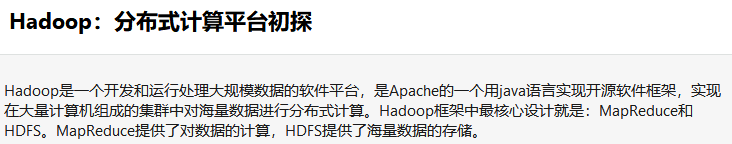 Hadoop：分布式计算平台初探
Hadoop是一个开发和运行处理大规模数据的软件平台，是Apache的一个用java语言实现开源软件框架，实现
在大量计算机组成的集群中对海量数据进行分布式计算。Hadoop框架中最核心设计就是：MapReduce和
HDFS。MapReduce提供了对数据的计算，HDFS提供了海量数据的存储。